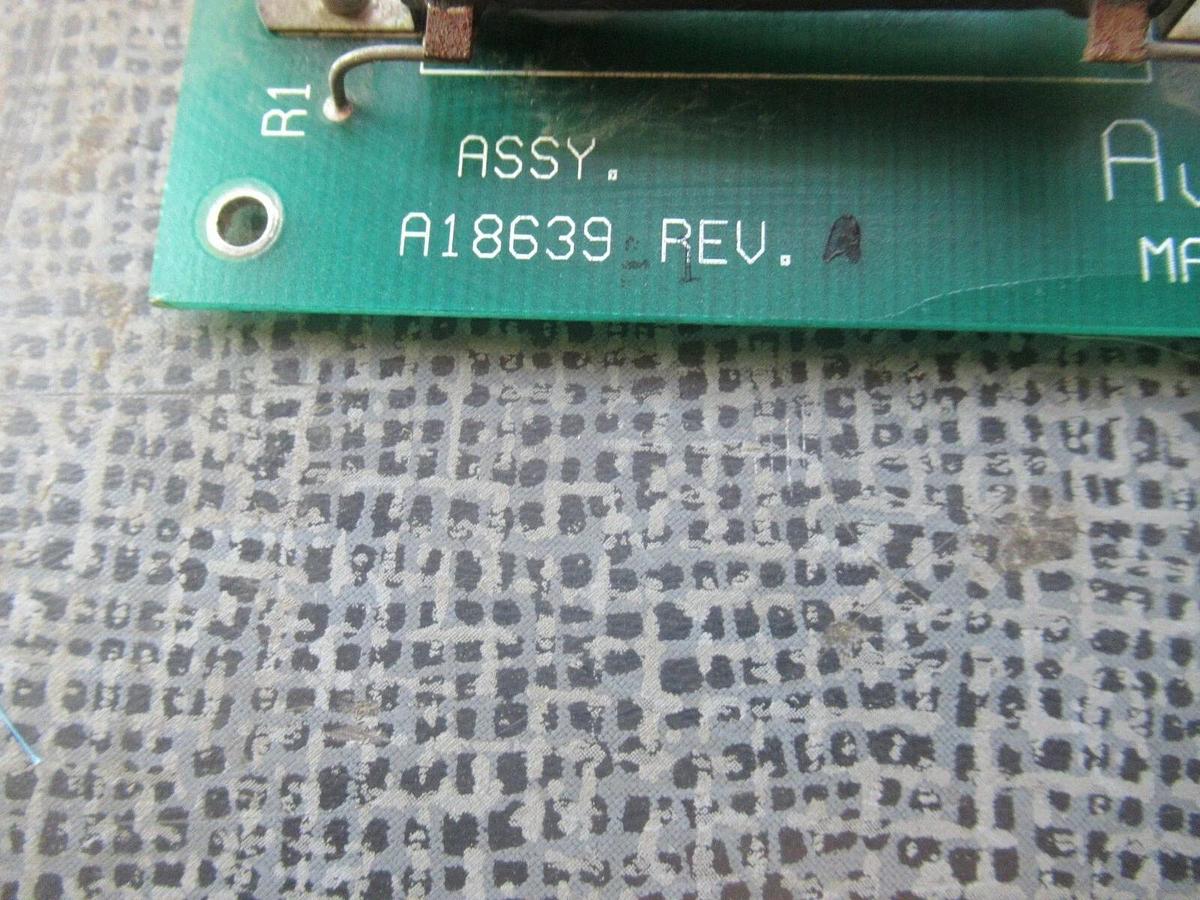 R1
ASSY.
A18639 REV. A